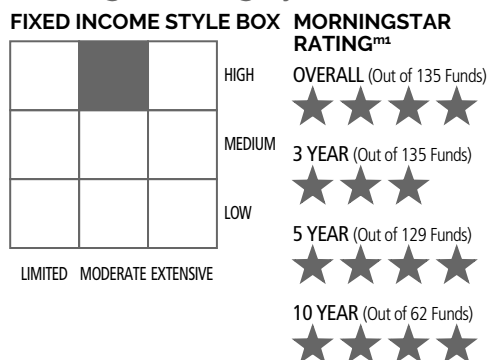 FIXED INCOME STYLE BOX
HIGH
MEDIUM
LOW
LIMITED MODERATE EXTENSIVE
MORNINGSTAR
RATINGᵐ¹
OVERALL (Out of 135 Funds)
3 YEAR (Out of 135 Funds)
5 YEAR (Out of 129 Funds)
10 YEAR (Out of 62 Funds)